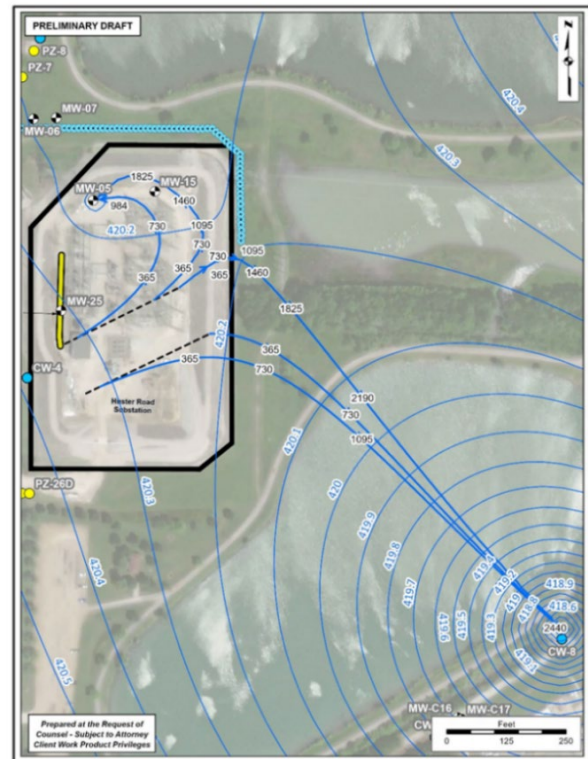 PRELIMINARY DRAFT
N
PZ-8
PZ-7
420.4
MW-07
MW-06
420.3
1825
MW-15
MW-05
984
1460
420.2
1095
730
730
1095
365
365
730
365
1460
MW-25
1825
420.2
365
365
730
CW-4
2190
730
1095
Hester Road
Substation
420.1
420
419.9
419.8
419.7
419.6
419.5
419.4
419.3
419.2
419.1
419
418.9
418.8
418.6
420.3
PZ-26D
420.4
420.5
2440
CW-8
MW-C16
MW-C17
CW
Prepared at the Request of
Counsel - Subject to Attorney
Client Work Product Privileges
Feet
0 125 250